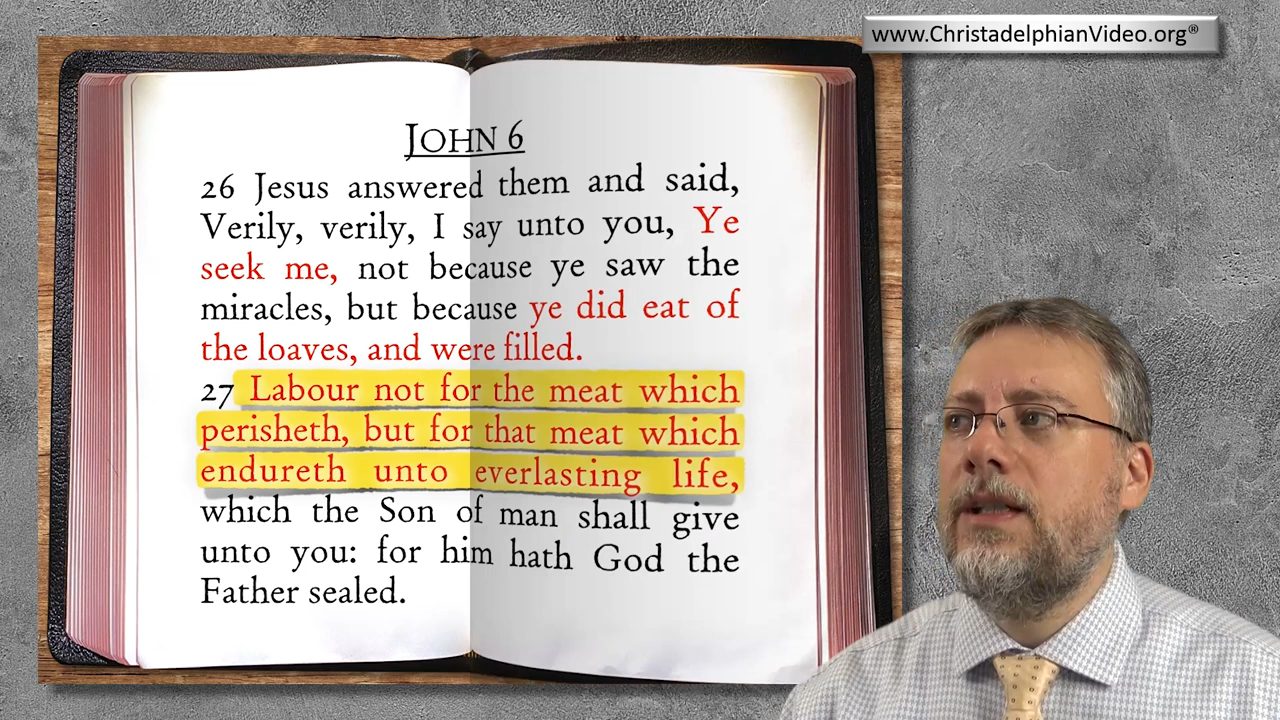 www.ChristadelphianVideo.org®
JOHN 6
26 Jesus answered them and said,
Verily, verily, I say unto you, Ye
seek me, not because ye saw the
miracles, but because ye did eat of
the loaves, and were filled.
27 Labour not for the meat which
perisheth, but for that meat which
endureth unto everlasting life,
which the Son of man shall give
unto you: for him hath God the
Father sealed.